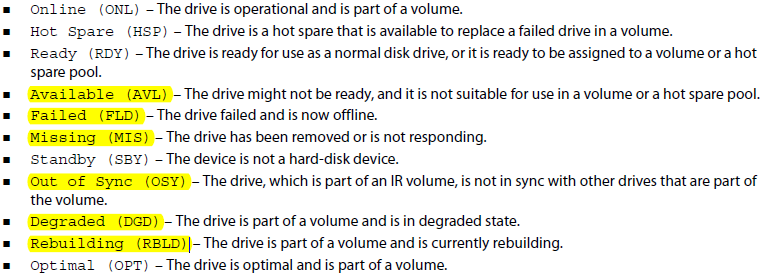 ▪ Online (ONL) – The drive is operational and is part of a volume.
▪ Hot Spare (HSP) – The drive is a hot spare that is available to replace a failed drive in a volume.
▪ Ready (RDY) – The drive is ready for use as a normal disk drive, or it is ready to be assigned to a volume or a hot
spare pool.
▪ Available (AVL) – The drive might not be ready, and it is not suitable for use in a volume or a hot spare pool.
▪ Failed (FLD) – The drive failed and is now offline.
▪ Missing (MIS) – The drive has been removed or is not responding.
▪ Standby (SBY) – The device is not a hard-disk device.
▪ Out of Sync (OSY) – The drive, which is part of an IR volume, is not in sync with other drives that are part of
the volume.
▪ Degraded (DGD) – The drive is part of a volume and is in degraded state.
▪ Rebuilding (RBLD) – The drive is part of a volume and is currently rebuilding.
▪ Optimal (OPT) – The drive is optimal and is part of a volume.